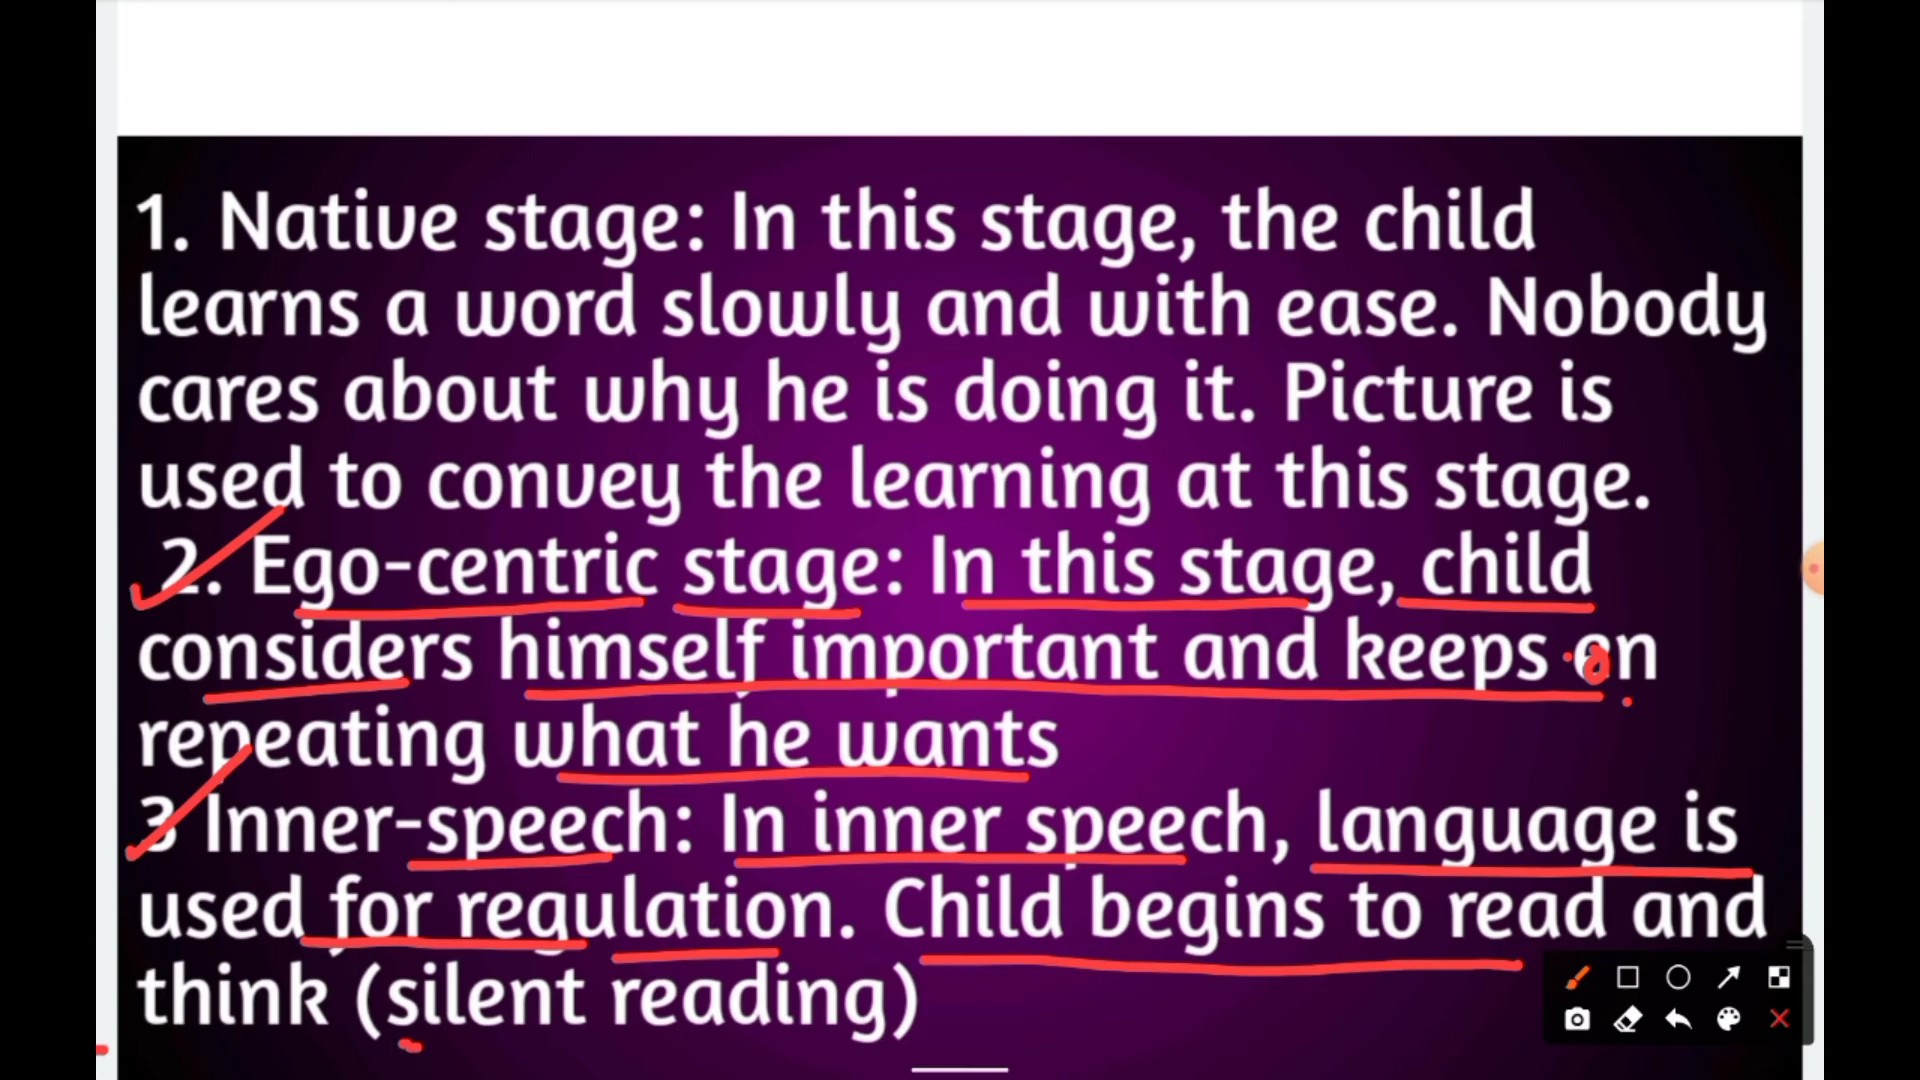 1. Native stage: In this stage, the child
learns a word slowly and with ease. Nobody
cares about why he is doing it. Picture is
used to convey the learning at this stage.
2. Ego-centric stage: In this stage, child
considers himself important and keeps on
repeating what he wants
3 Inner-speech: In inner speech, language is
used for regulation. Child begins to read and
think (silent reading)